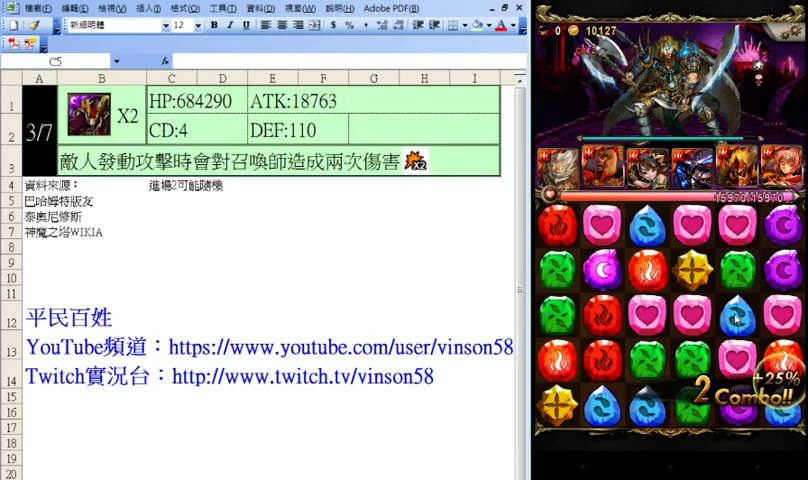 檔案(F) 編輯(E) 檢視(V) 插入(I) 格式(O) 工具(T) 資料(D) 視窗(W) 說明(H) Adobe PDF(B)
新細明體 12 B I U $ %
C5 fx
A B C D E F G H I
1 X2 HP:684290 ATK:18763
2 3/7 CD:4 DEF:110
3 敵人發動攻擊時會對召喚師造成兩次傷害 X2
4 資料來源： 進場2可能隨機
5 巴哈姆特版友
6 泰奧尼修斯
7 神魔之塔WIKIA
8
9
10
11
12 平民百姓
13 YouTube頻道：https://www.youtube.com/user/vinson58
14 Twitch實況台：http://www.twitch.tv/vinson58
15
16
17
18
19
20
0 10127
15970/15970
+25%
2 Combo!!